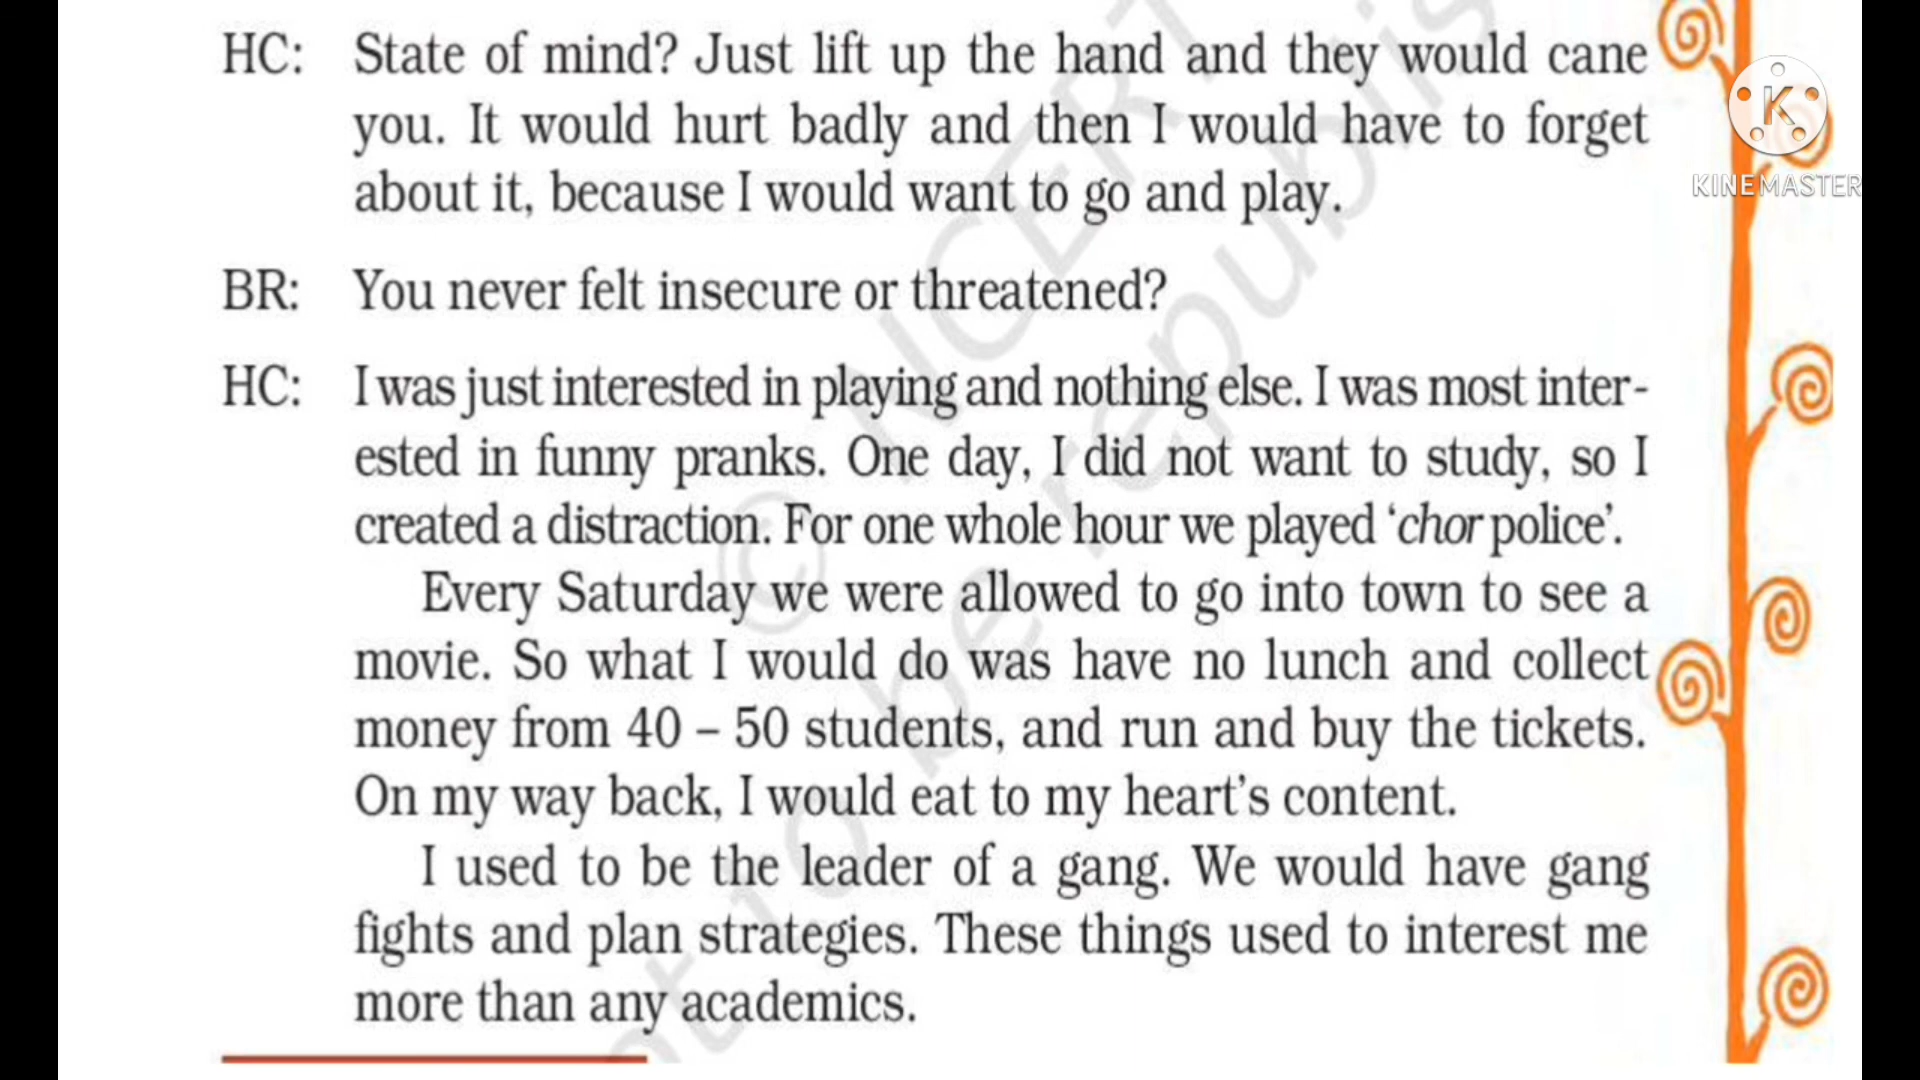 HC: State of mind? Just lift up the hand and they would cane
you. It would hurt badly and then I would have to forget
about it, because I would want to go and play.
BR: You never felt insecure or threatened?
HC: I was just interested in playing and nothing else. I was most inter-
ested in funny pranks. One day, I did not want to study, so I
created a distraction. For one whole hour we played ‘chor police’.
Every Saturday we were allowed to go into town to see a
movie. So what I would do was have no lunch and collect
money from 40 – 50 students, and run and buy the tickets.
On my way back, I would eat to my heart’s content.
I used to be the leader of a gang. We would have gang
fights and plan strategies. These things used to interest me
more than any academics.
K
KINEMASTER
© NCERT
not to be republis